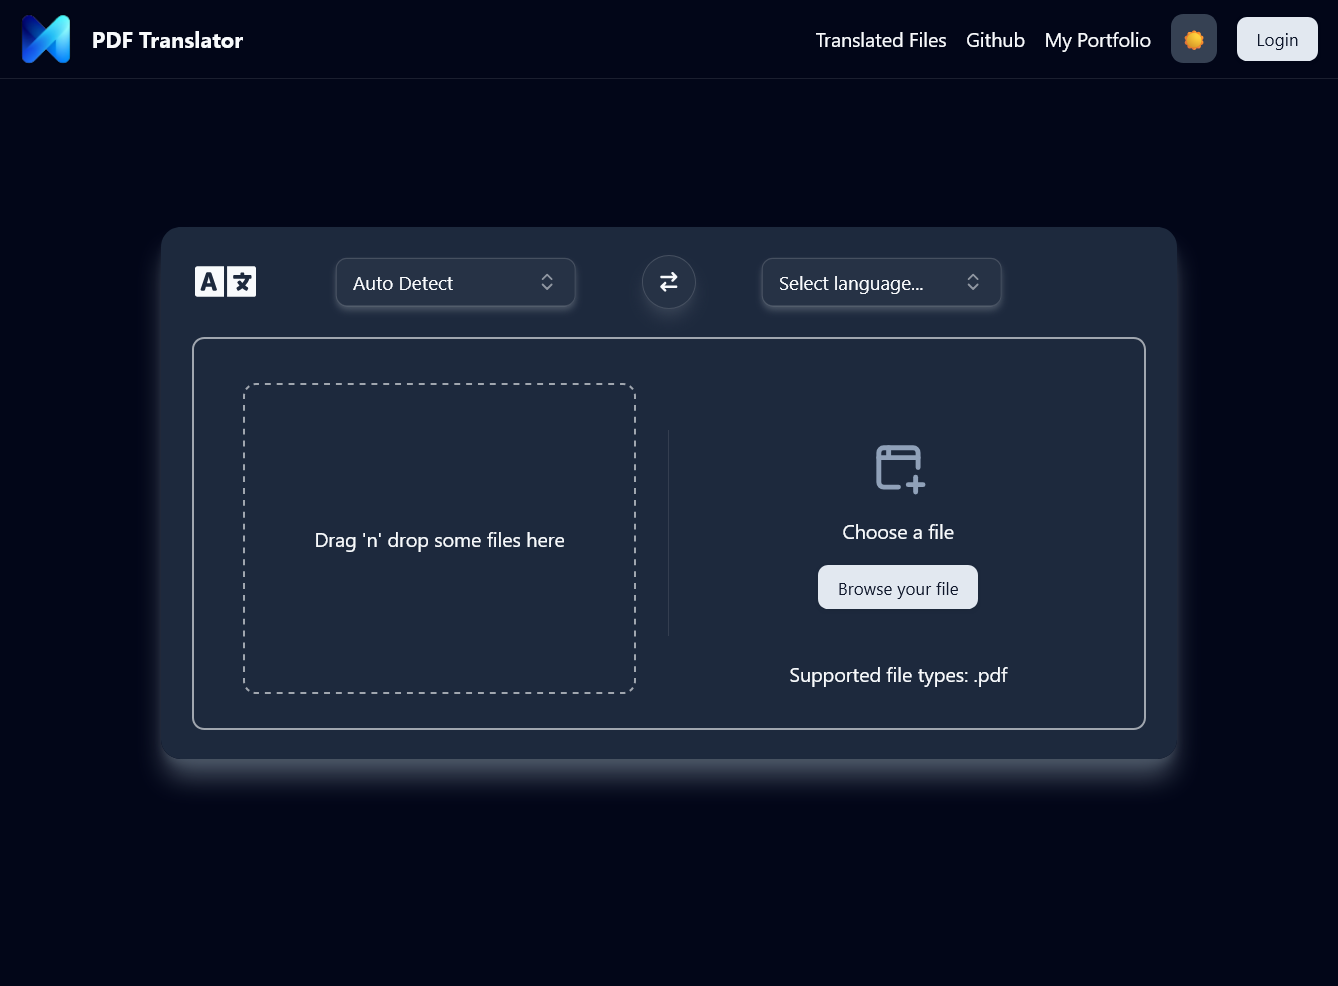 PDF Translator
Translated Files
Github
My Portfolio
Login
A 文
Auto Detect
Select language...
Drag 'n' drop some files here
Choose a file
Browse your file
Supported file types: .pdf